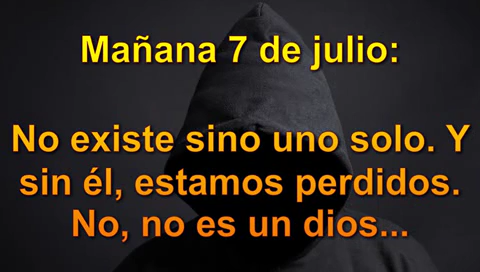 Mañana 7 de julio:
No existe sino uno solo. Y
sin él, estamos perdidos.
No, no es un dios...